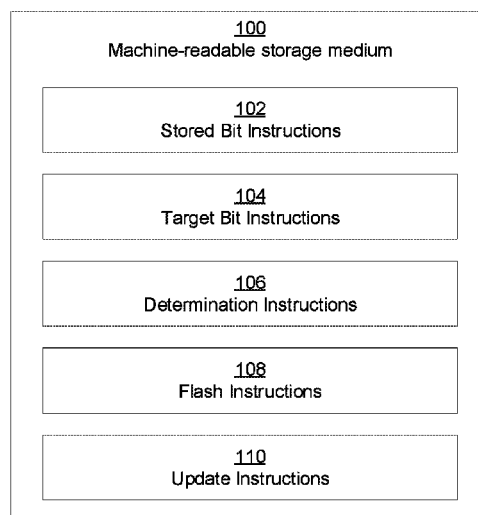 100
Machine-readable storage medium
102
Stored Bit Instructions
104
Target Bit Instructions
106
Determination Instructions
108
Flash Instructions
110
Update Instructions